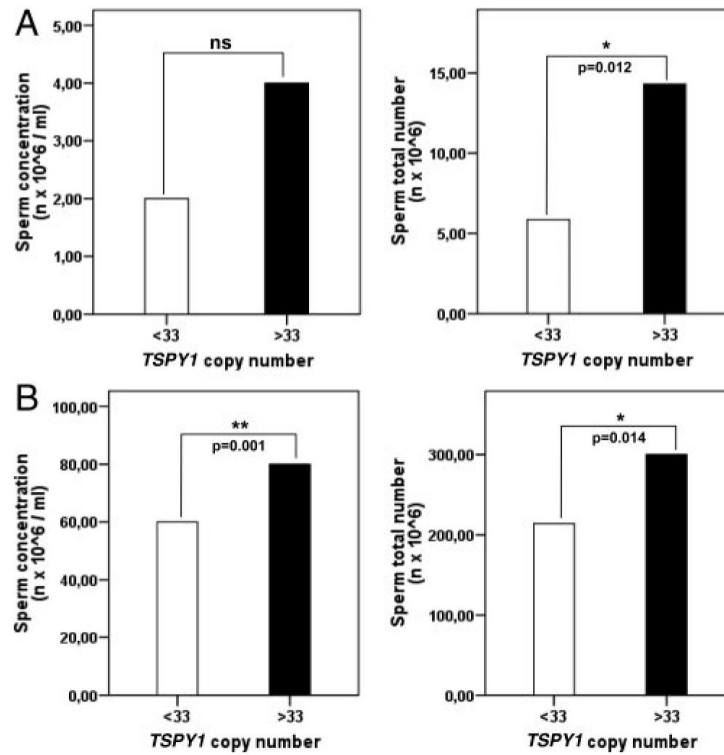 A
5,00
4,00
3,00
2,00
1,00
0,00
Sperm concentration
(n x 10^6 / ml)
ns
<33
>33
TSPY1 copy number
15,00
10,00
5,00
0,00
Sperm total number
(n x 10^6)
*
p=0.012
<33
>33
TSPY1 copy number
B
100,00
80,00
60,00
40,00
20,00
0,00
Sperm concentration
(n x 10^6 / ml)
**
p=0.001
<33
>33
TSPY1 copy number
300,00
200,00
100,00
00,00
Sperm total number
(n x 10^6)
*
p=0.014
<33
>33
TSPY1 copy number